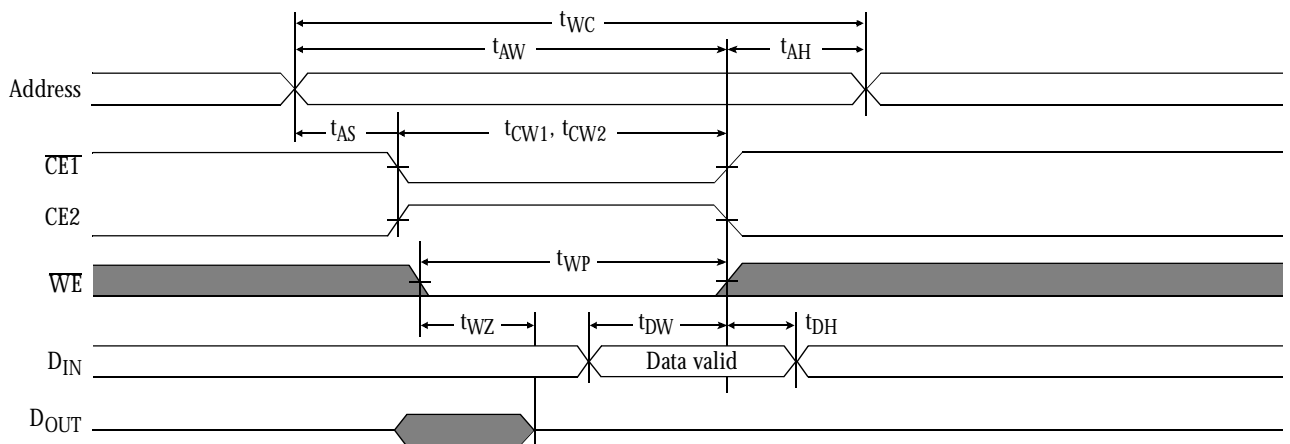 tWC
tAW
tAH
Address
tAS
tCW1, tCW2
CE1
CE2
tWP
WE
tWZ
tDW
tDH
DIN
Data valid
DOUT